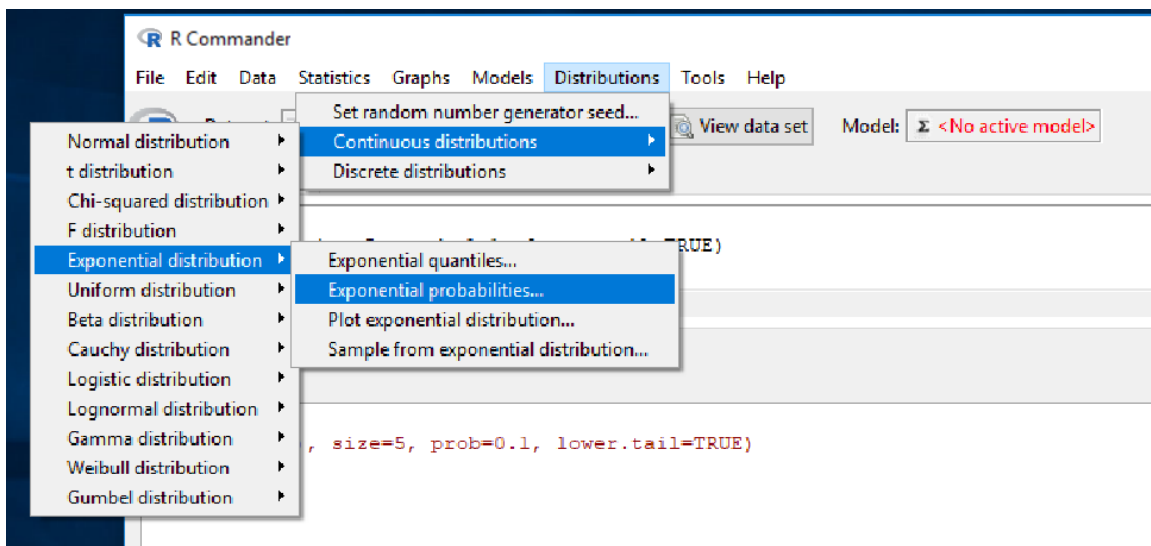 R Commander
File Edit Data Statistics Graphs Models Distributions Tools Help
Set random number generator seed...
View data set Model: Σ <No active model>
Continuous distributions
Discrete distributions
Normal distribution
t distribution
Chi-squared distribution
F distribution
TRUE)
Exponential distribution
Exponential quantiles...
Uniform distribution
Exponential probabilities...
Beta distribution
Plot exponential distribution...
Cauchy distribution
Sample from exponential distribution...
Logistic distribution
Lognormal distribution
Gamma distribution
, size=5, prob=0.1, lower.tail=TRUE)
Weibull distribution
Gumbel distribution